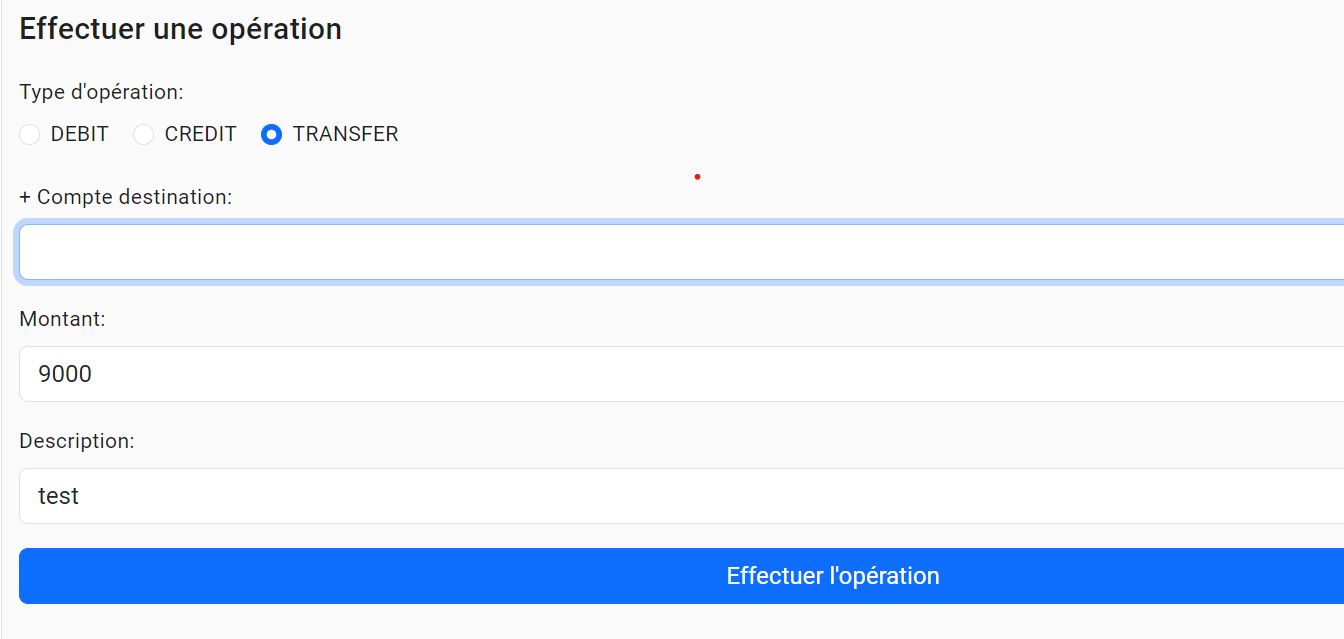 Effectuer une opération
Type d'opération:
DEBIT CREDIT TRANSFER
+ Compte destination:
Montant:
9000
Description:
test
Effectuer l'opération